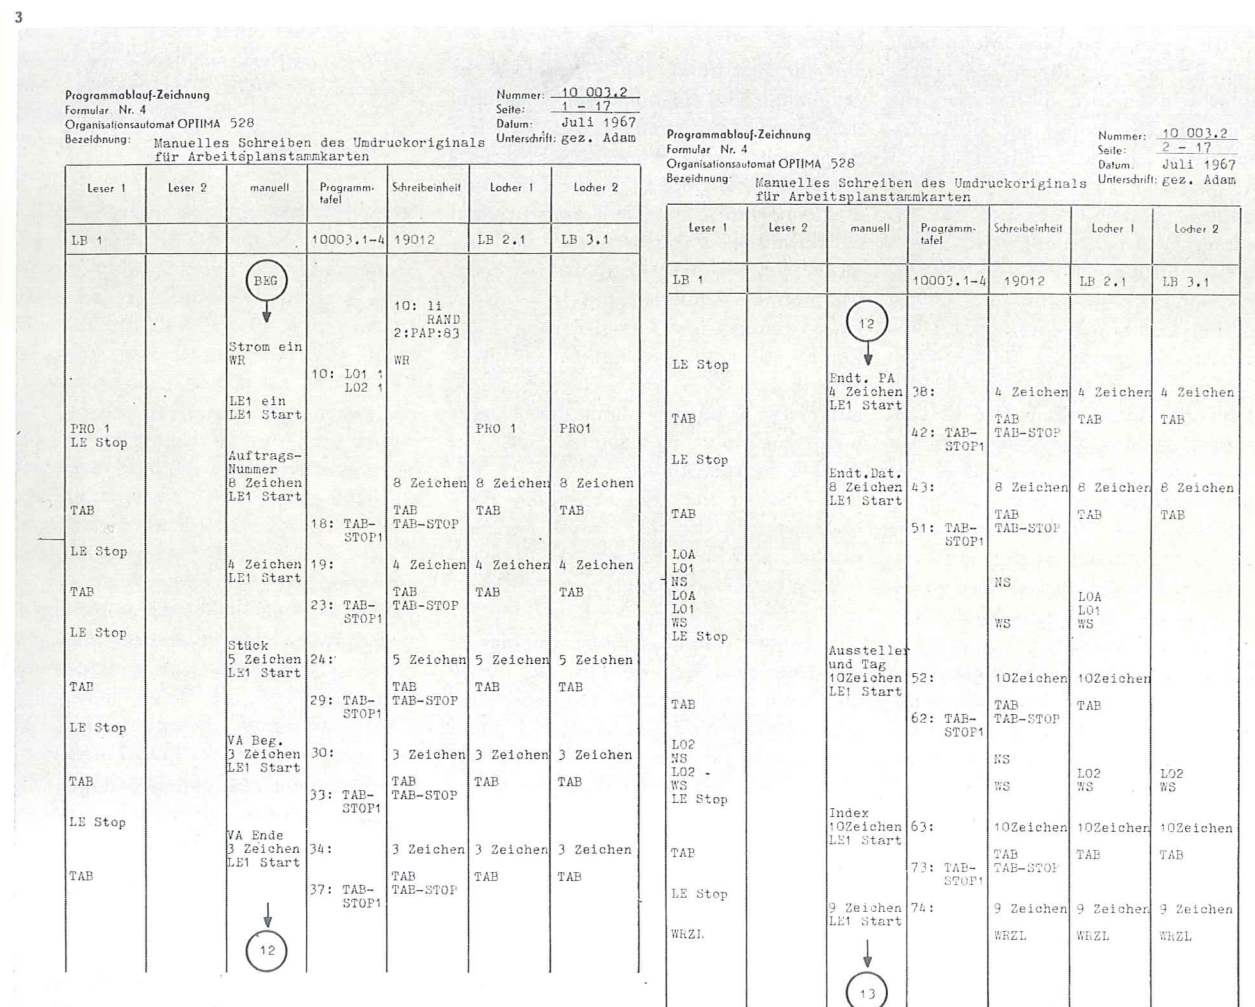 3
Programmablauf-Zeichnung
Formular Nr. 4
Organisationsautomat OPTIMA 528
Bezeichnung: Manuelles Schreiben des Umdruckoriginals
für Arbeitsplanstammkarten
Nummer: 10 003.2
Seite: 1 - 17
Datum: Juli 1967
Unterschrift: gez. Adam
Leser 1 Leser 2 manuell Programm- Schreibeinheit Locher 1 Locher 2
tafel
LB 1 10003.1-4 19012 LB 2.1 LB 3.1
BEG
10: li
RAND
2:PAP:83
Strom ein
WR WR
10: LO1 1
LO2 1
LE1 ein
LE1 Start
PRO 1 PRO 1 PRO1
LE Stop
Auftrags-
Nummer
8 Zeichen 8 Zeichen 8 Zeichen 8 Zeichen
LE1 Start
TAB TAB TAB TAB
18: TAB- TAB-STOP
STOP1
LE Stop
4 Zeichen 19: 4 Zeichen 4 Zeichen 4 Zeichen
LE1 Start
TAB TAB TAB TAB
23: TAB- TAB-STOP
STOP1
LE Stop
Stück
5 Zeichen 24: 5 Zeichen 5 Zeichen 5 Zeichen
LE1 Start
TAB TAB TAB TAB
29: TAB- TAB-STOP
STOP1
LE Stop
VA Beg.
3 Zeichen 30: 3 Zeichen 3 Zeichen 3 Zeichen
LE1 Start
TAB TAB TAB TAB
33: TAB- TAB-STOP
STOP1
LE Stop
VA Ende
3 Zeichen 34: 3 Zeichen 3 Zeichen 3 Zeichen
LE1 Start
TAB TAB TAB TAB
37: TAB- TAB-STOP
STOP1
12
Programmablauf-Zeichnung
Formular Nr. 4
Organisationsautomat OPTIMA 528
Bezeichnung: Manuelles Schreiben des Umdruckoriginals
für Arbeitsplanstammkarten
Nummer: 10 003.2
Seite: 2 - 17
Datum: Juli 1967
Unterschrift: gez. Adam
Leser 1 Leser 2 manuell Programm- Schreibeinheit Locher 1 Locher 2
tafel
LB 1 10003.1-4 19012 LB 2.1 LB 3.1
12
LE Stop
Endt. PA
4 Zeichen 38: 4 Zeichen 4 Zeichen 4 Zeichen
LE1 Start
TAB TAB TAB TAB
42: TAB- TAB-STOP
STOP1
LE Stop
Endt.Dat.
8 Zeichen 43: 8 Zeichen 8 Zeichen 8 Zeichen
LE1 Start
TAB TAB TAB TAB
51: TAB- TAB-STOP
STOP1
LOA
LO1
NS NS
LOA LOA
LO1 LO1
WS WS WS
LE Stop
Aussteller
und Tag
10Zeichen 52: 10Zeichen 10Zeichen
LE1 Start
TAB TAB TAB
62: TAB- TAB-STOP
STOP1
LO2
NS NS
LO2 LO2 LO2
WS WS WS WS
LE Stop
Index
10Zeichen 63: 10Zeichen 10Zeichen 10Zeichen
LE1 Start
TAB TAB TAB TAB
73: TAB- TAB-STOP
STOP1
LE Stop
9 Zeichen 74: 9 Zeichen 9 Zeichen 9 Zeichen
LE1 Start
WRZL WRZL WRZL WRZL
13